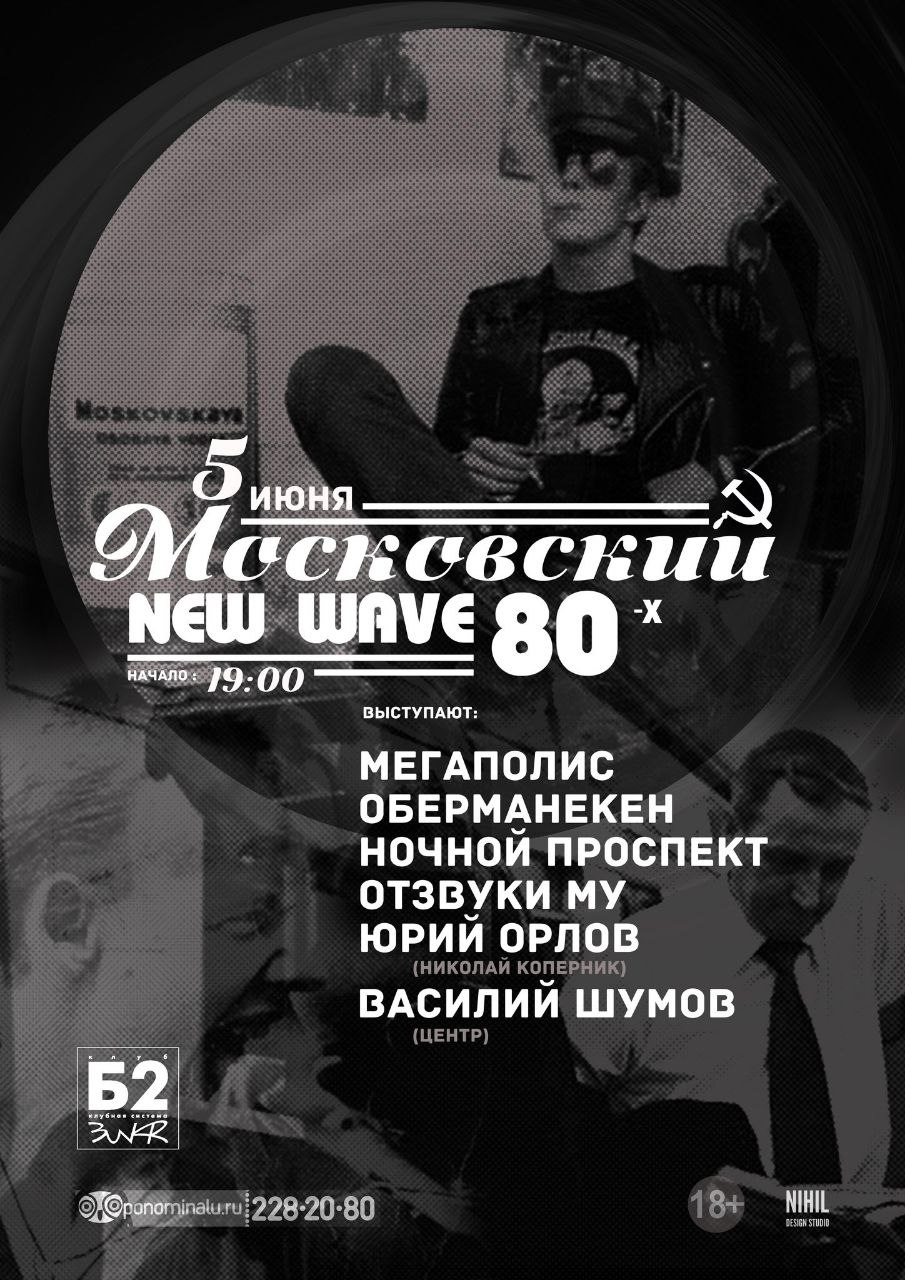 Moskovskaya
5 ИЮНЯ
Московский
NEW WAVE 80-х
НАЧАЛО: 19:00
ВЫСТУПАЮТ:
МЕГАПОЛИС
ОБЕРМАНЕКЕН
НОЧНОЙ ПРОСПЕКТ
ОТЗВУКИ МУ
ЮРИЙ ОРЛОВ
(НИКОЛАЙ КОПЕРНИК)
ВАСИЛИЙ ШУМОВ
(ЦЕНТР)
клуб
Б2
клубная система
ponominalu.ru 228·20·80
18+
NIHIL
DESIGN STUDIO